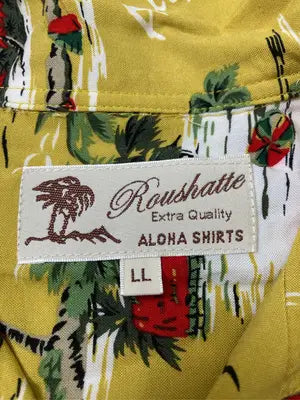 Roushatte
Extra Quality
ALOHA SHIRTS
LL